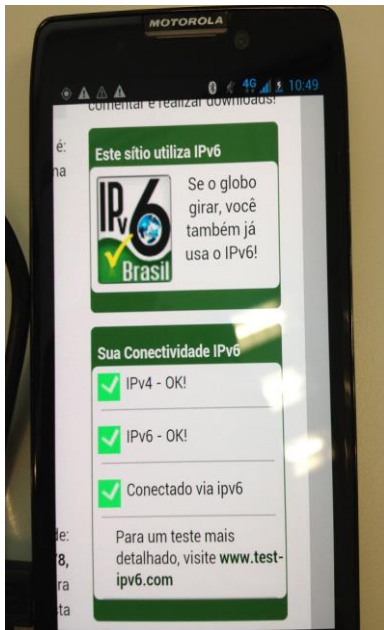 MOTOROLA
4G 10:49
comentar e realizar downloads!
é:
na
Este sítio utiliza IPv6
IPv6
Brasil
Se o globo
girar, você
também já
usa o IPv6!
Sua Conectividade IPv6
IPv4 - OK!
IPv6 - OK!
Conectado via ipv6
Para um teste mais
detalhado, visite www.test-
ipv6.com
de:
78,
ra
sta